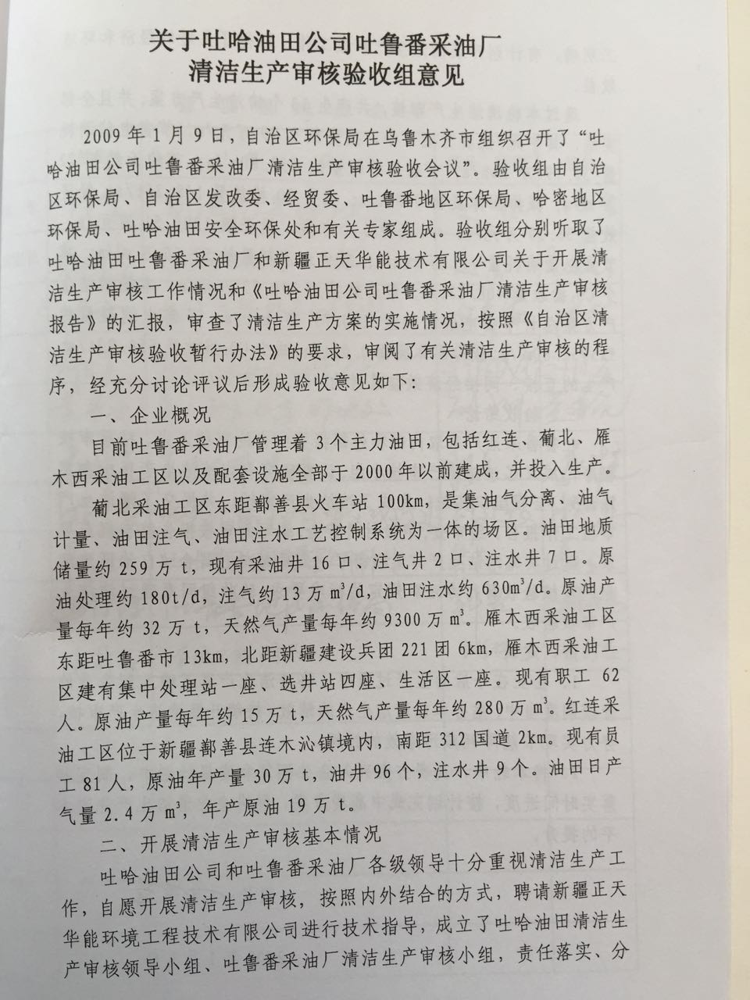 关于吐哈油田公司吐鲁番采油厂
清洁生产审核验收组意见
2009年1月9日，自治区环保局在乌鲁木齐市组织召开了“吐
哈油田公司吐鲁番采油厂清洁生产审核验收会议”。验收组由自治
区环保局、自治区发改委、经贸委、吐鲁番地区环保局、哈密地区
环保局、吐哈油田安全环保处和有关专家组成。验收组分别听取了
吐哈油田吐鲁番采油厂和新疆正天华能技术有限公司关于开展清
洁生产审核工作情况和《吐哈油田公司吐鲁番采油厂清洁生产审核
报告》的汇报，审查了清洁生产方案的实施情况，按照《自治区清
洁生产审核验收暂行办法》的要求，审阅了有关清洁生产审核的程
序，经充分讨论评议后形成验收意见如下：
一、企业概况
目前吐鲁番采油厂管理着3个主力油田，包括红连、葡北、雁
木西采油工区以及配套设施全部于2000年以前建成，并投入生产。
葡北采油工区东距鄯善县火车站100km，是集油气分离、油气
计量、油田注气、油田注水工艺控制系统为一体的场区。油田地质
储量约259万t，现有采油井16口、注气井2口、注水井7口。原
油处理约180t/d，注气约13万m³/d，油田注水约630m³/d。原油产
量每年约32万t，天然气产量每年约9300万m³。雁木西采油工区
东距吐鲁番市13km，北距新疆建设兵团221团6km，雁木西采油工
区建有集中处理站一座、选井站四座、生活区一座。现有职工62
人。原油产量每年约15万t，天然气产量每年约280万m³。红连采
油工区位于新疆鄯善县连木沁镇境内，南距312国道2km。现有员
工81人，原油年产量30万t，油井96个，注水井9个。油田日产
气量2.4万m³，年产原油19万t。
二、开展清洁生产审核基本情况
吐哈油田公司和吐鲁番采油厂各级领导十分重视清洁生产工
作，自愿开展清洁生产审核，按照内外结合的方式，聘请新疆正天
华能环境工程技术有限公司进行技术指导，成立了吐哈油田清洁生
产审核领导小组、吐鲁番采油厂清洁生产审核小组，责任落实、分